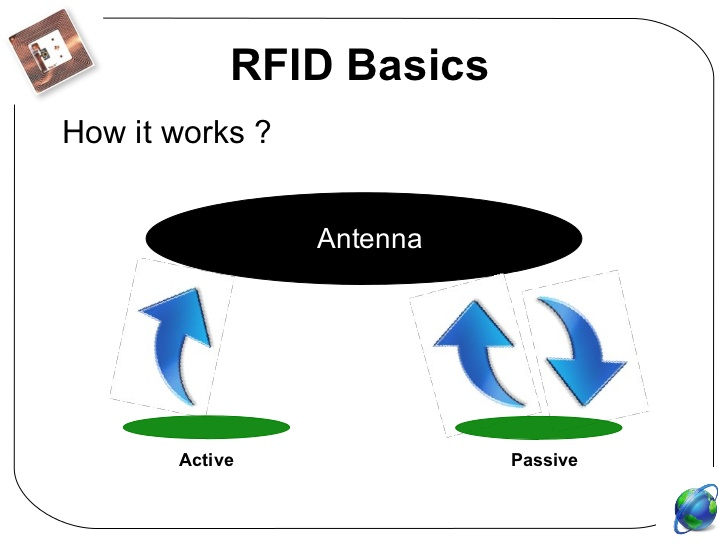 RFID Basics
How it works ?
Antenna
Active
Passive